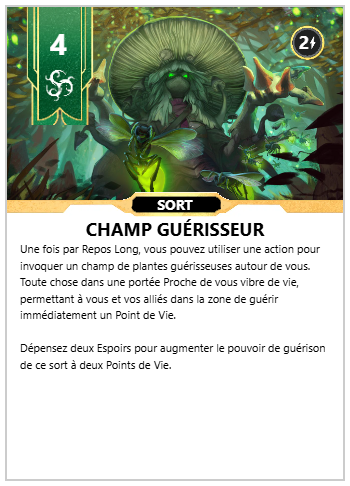 4
2
SORT
CHAMP GUÉRISSEUR
Une fois par Repos Long, vous pouvez utiliser une action pour
invoquer un champ de plantes guérisseuses autour de vous.
Toute chose dans une portée Proche de vous vibre de vie,
permettant à vous et vos alliés dans la zone de guérir
immédiatement un Point de Vie.
Dépensez deux Espoirs pour augmenter le pouvoir de guérison
de ce sort à deux Points de Vie.